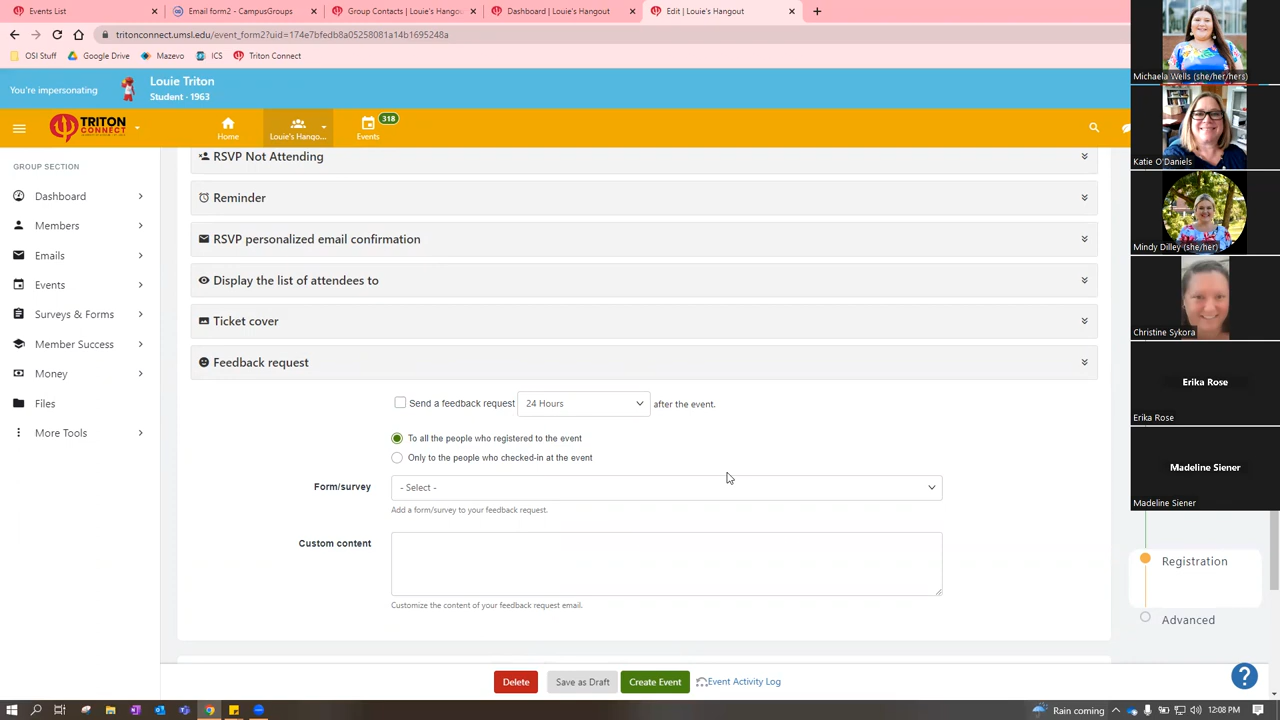 Events List
Email form2 - CampusGroups
Group Contacts | Louie's Hangou
Dashboard | Louie's Hangout
Edit | Louie's Hangout
tritonconnect.umsl.edu/event_form2?uid=174e7bfedb8a05258081a14b1695248a
OSI Stuff
Google Drive
Mazevo
ICS
Triton Connect
You're impersonating
Louie Triton
Student - 1963
TRITON
CONNECT
Home
Louie's Hango...
Events
318
GROUP SECTION
Dashboard
Members
Emails
Events
Surveys & Forms
Member Success
Money
Files
More Tools
RSVP Not Attending
Reminder
RSVP personalized email confirmation
Display the list of attendees to
Ticket cover
Feedback request
Send a feedback request 24 Hours after the event.
To all the people who registered to the event
Only to the people who checked-in at the event
Form/survey
- Select -
Add a form/survey to your feedback request.
Custom content
Customize the content of your feedback request email.
Delete
Save as Draft
Create Event
Event Activity Log
Michaela Wells (she/her/hers)
Katie O'Daniels
Mindy Dilley (she/her)
Christine Sykora
Erika Rose
Erika Rose
Madeline Siener
Madeline Siener
Registration
Advanced
?
Rain coming
12:08 PM